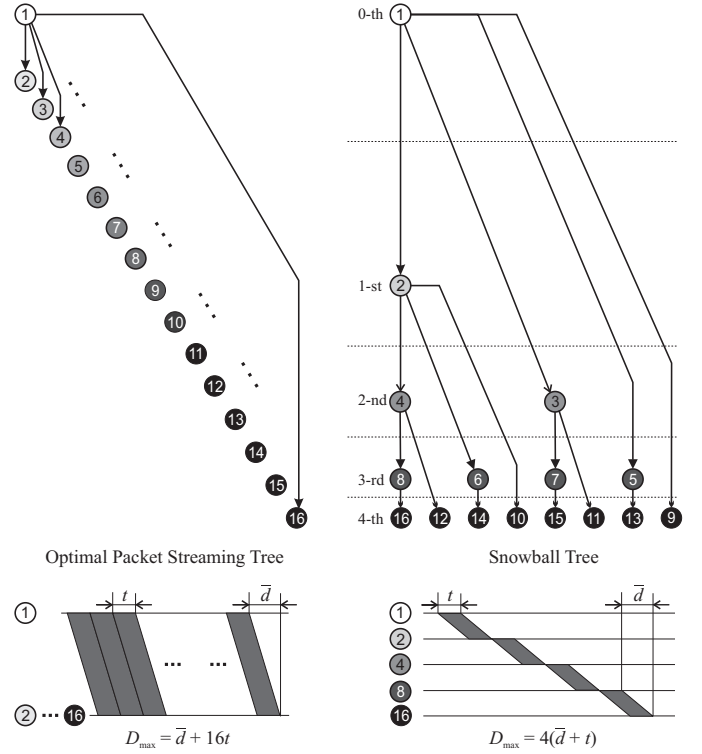 1
2
3
4
5
6
7
8
9
10
11
12
13
14
15
16
Optimal Packet Streaming Tree
0-th 1
1-st 2
2-nd 4 3
3-rd 8 6 7 5
4-th 16 12 14 10 15 11 13 9
Snowball Tree
t d̅
1
... ...
2 ... 16
D_max = d̅ + 16t
t d̅
1
2
4
8
16
D_max = 4(d̅ + t)